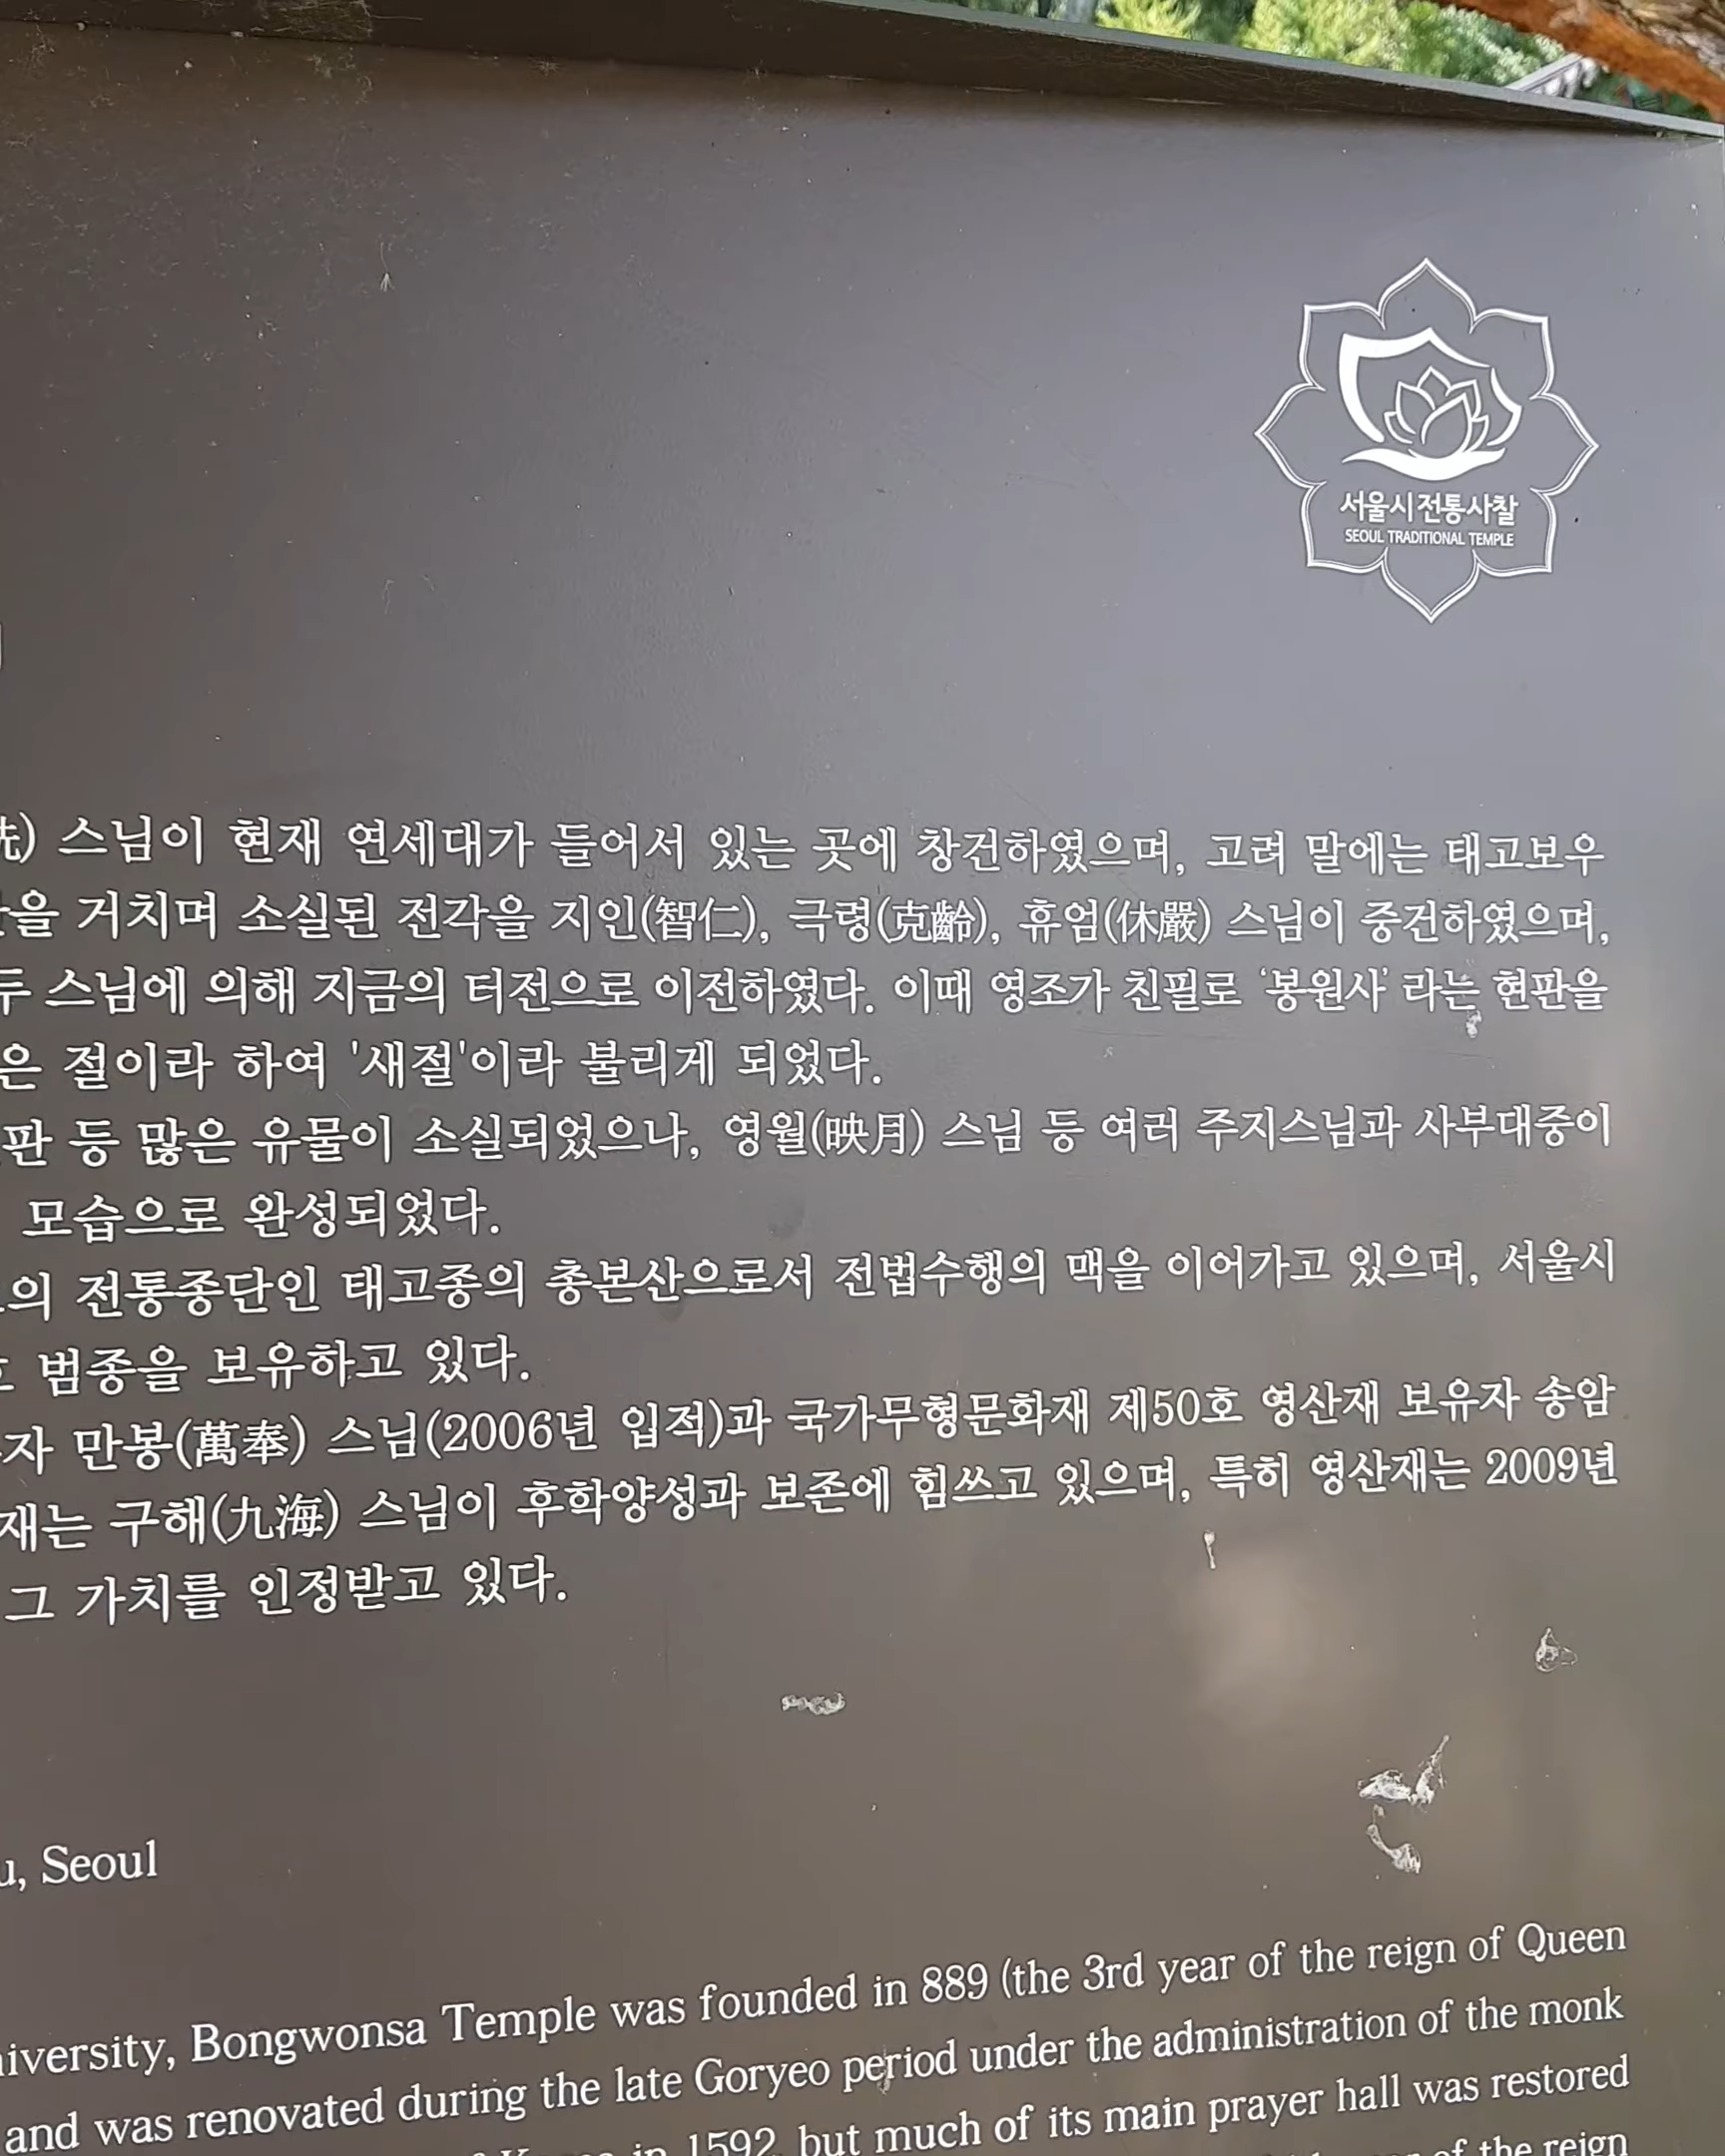 서울시전통사찰
SEOUL TRADITIONAL TEMPLE
스님이 현재 연세대가 들어서 있는 곳에 창건하였으며, 고려 말에는 태고보우
을 거치며 소실된 전각을 지인(智仁), 극령(克齡), 휴엄(休嚴) 스님이 중건하였으며,
두 스님에 의해 지금의 터전으로 이전하였다. 이때 영조가 친필로 ‘봉원사’ 라는 현판을
은 절이라 하여 '새절'이라 불리게 되었다.
판 등 많은 유물이 소실되었으나, 영월(映月) 스님 등 여러 주지스님과 사부대중이
모습으로 완성되었다.
의 전통종단인 태고종의 총본산으로서 전법수행의 맥을 이어가고 있으며, 서울시
범종을 보유하고 있다.
자 만봉(萬奉) 스님(2006년 입적)과 국가무형문화재 제50호 영산재 보유자 송암
재는 구해(九海) 스님이 후학양성과 보존에 힘쓰고 있으며, 특히 영산재는 2009년
그 가치를 인정받고 있다.
u, Seoul
niversity, Bongwonsa Temple was founded in 889 (the 3rd year of the reign of Queen
and was renovated during the late Goryeo period under the administration of the monk
in 1592, but much of its main prayer hall was restored
of the reign